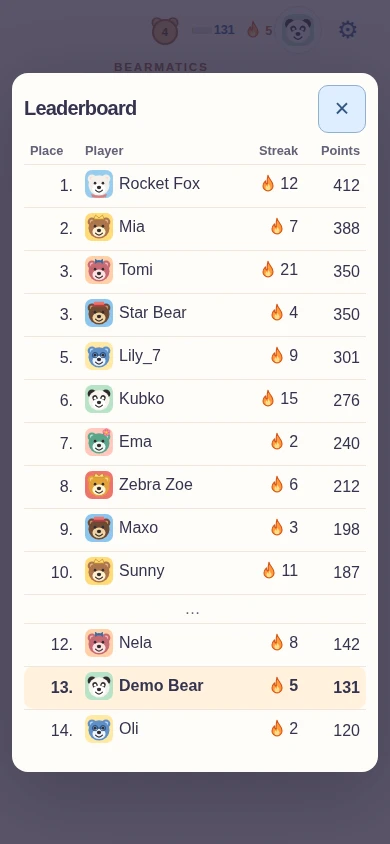 4 131 5
BEARMATICS
Leaderboard ×
Place Player Streak Points
1. Rocket Fox 12 412
2. Mia 7 388
3. Tomi 21 350
3. Star Bear 4 350
5. Lily_7 9 301
6. Kubko 15 276
7. Ema 2 240
8. Zebra Zoe 6 212
9. Maxo 3 198
10. Sunny 11 187
...
12. Nela 8 142
13. Demo Bear 5 131
14. Oli 2 120